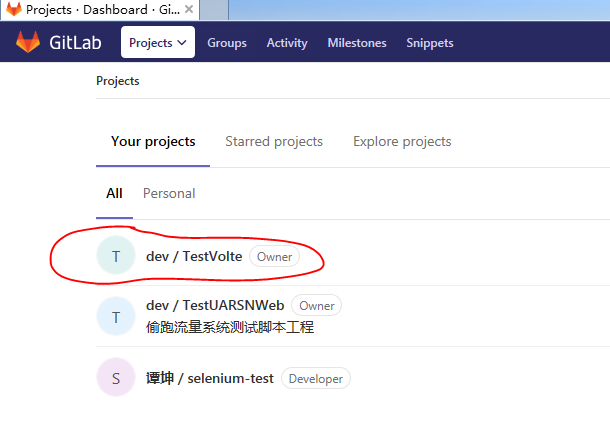 Projects · Dashboard · Gi...
GitLab
Projects
Groups
Activity
Milestones
Snippets
Projects
Your projects
Starred projects
Explore projects
All
Personal
T
dev / TestVolte
Owner
T
dev / TestUARSNWeb
Owner
偷跑流量系统测试脚本工程
S
谭坤 / selenium-test
Developer